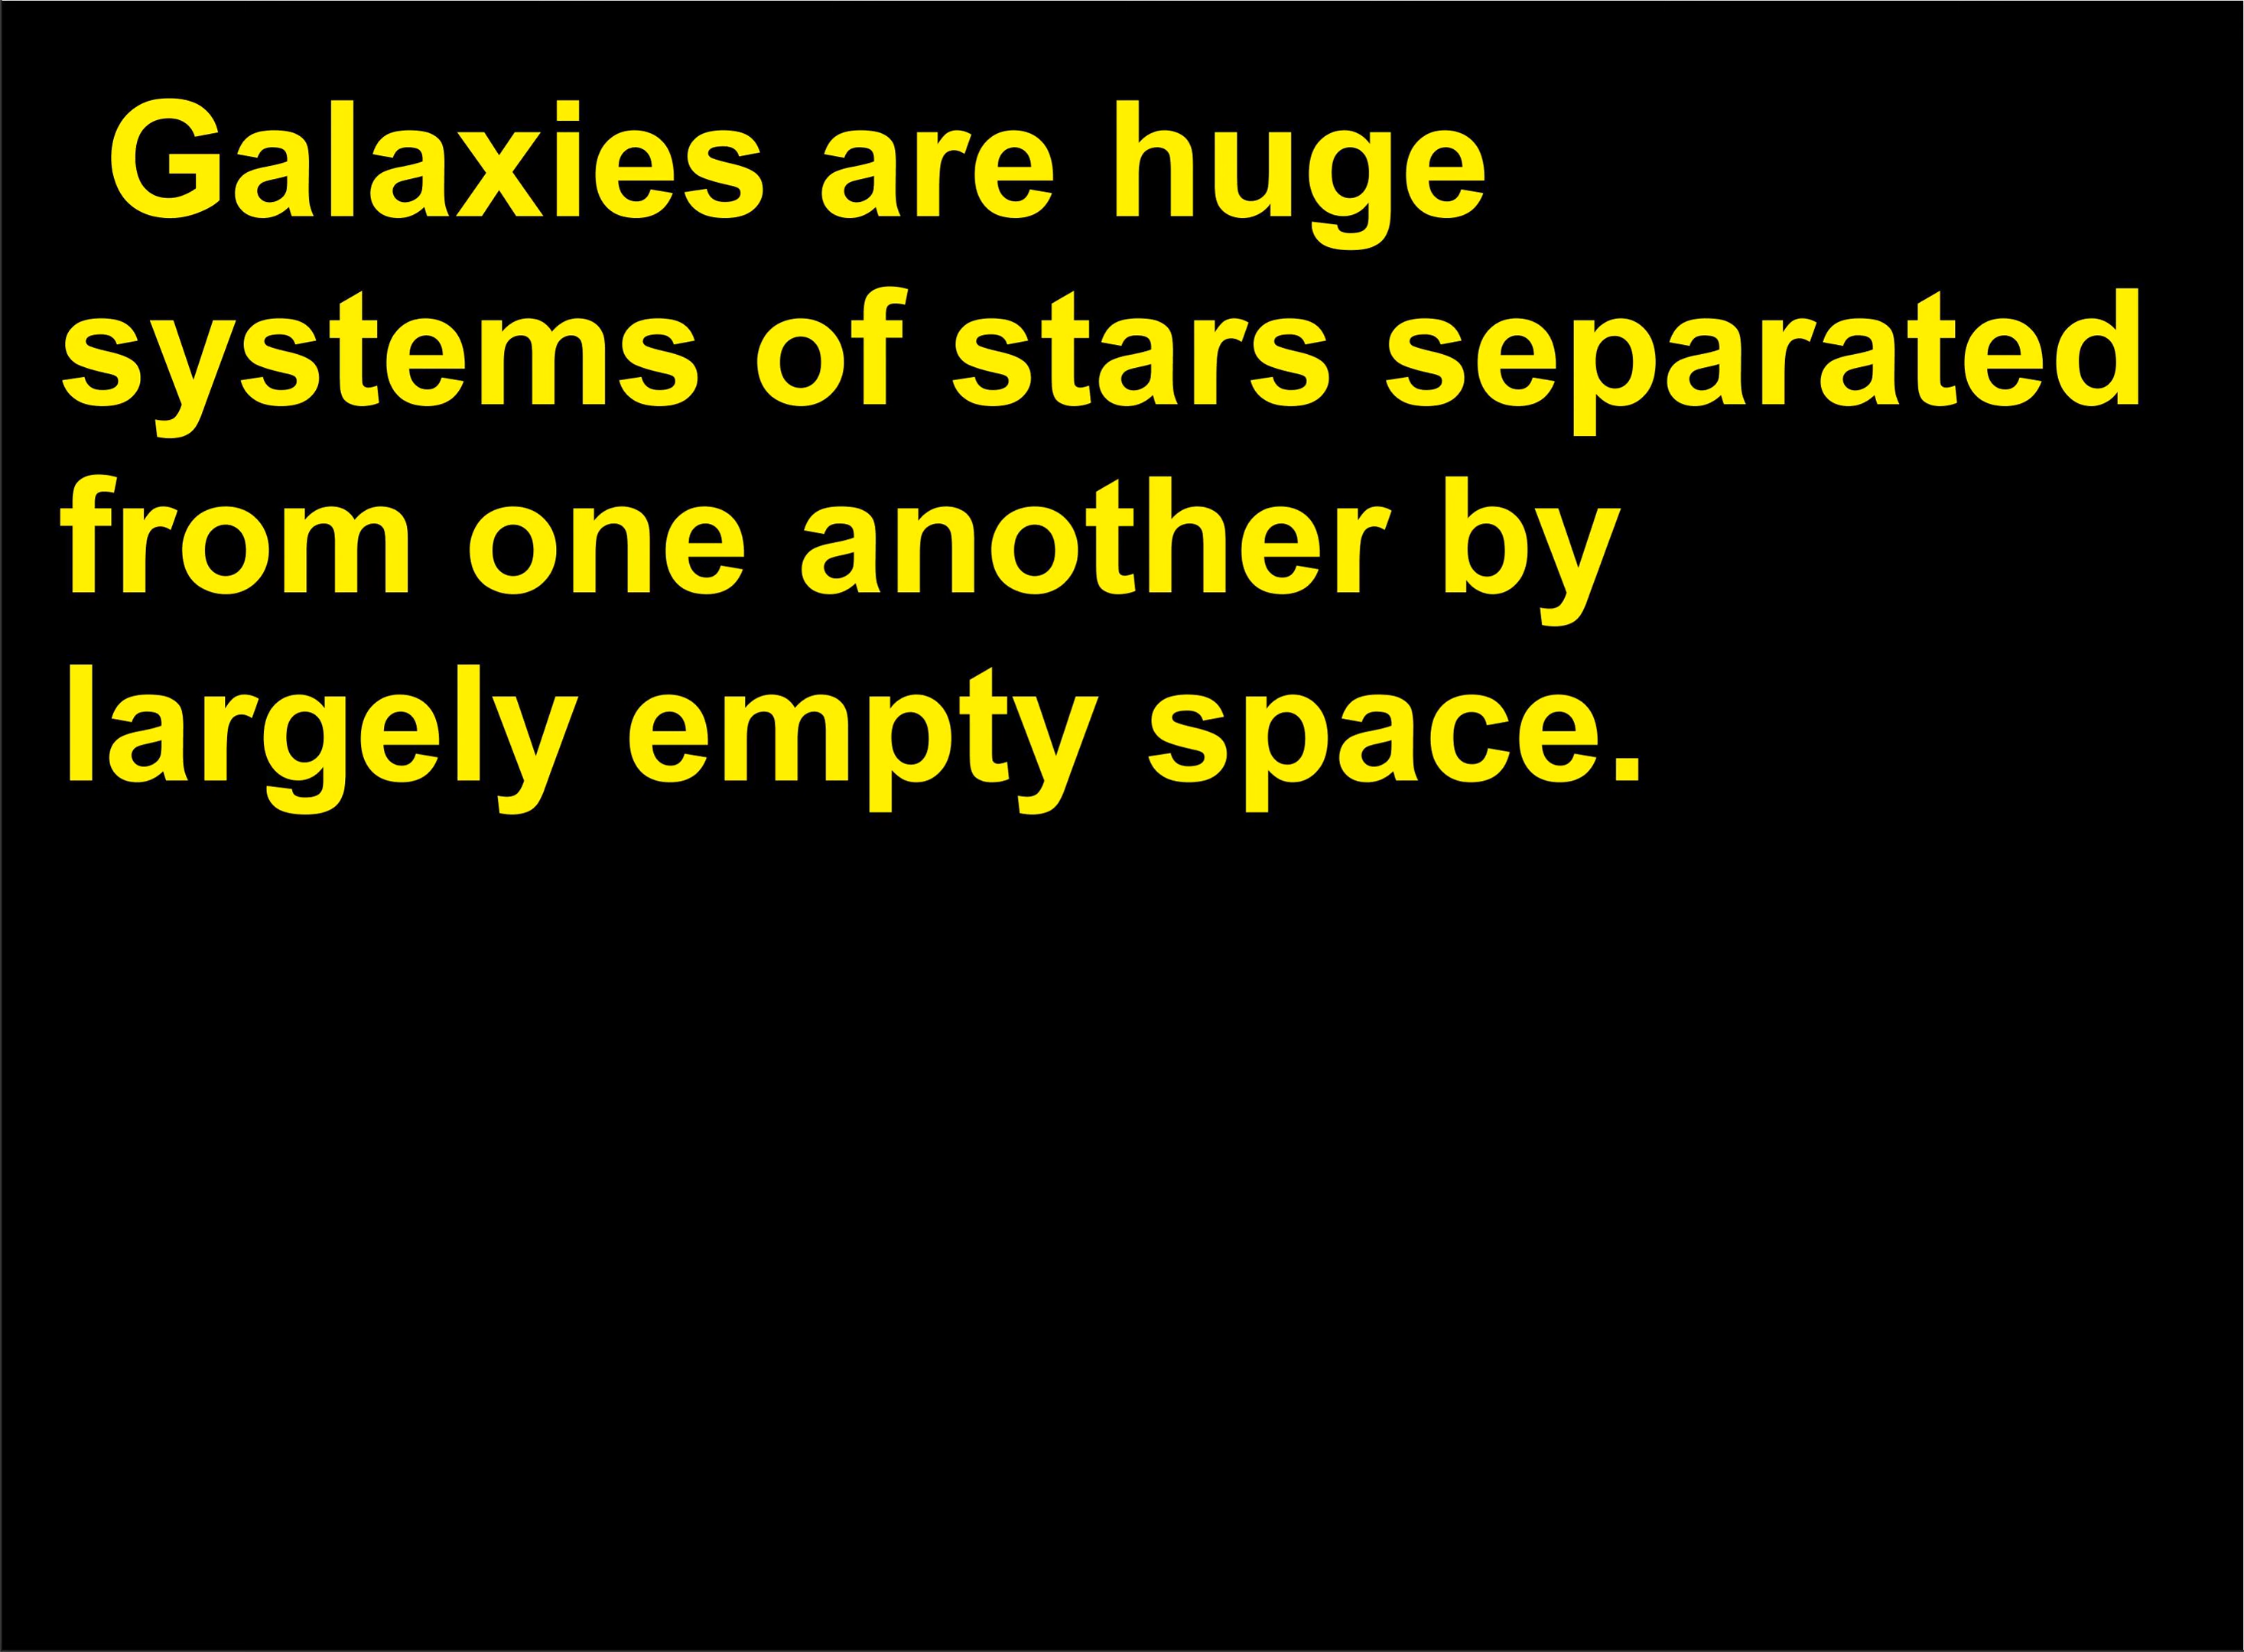 Galaxies are huge
systems of stars separated
from one another by
largely empty space.